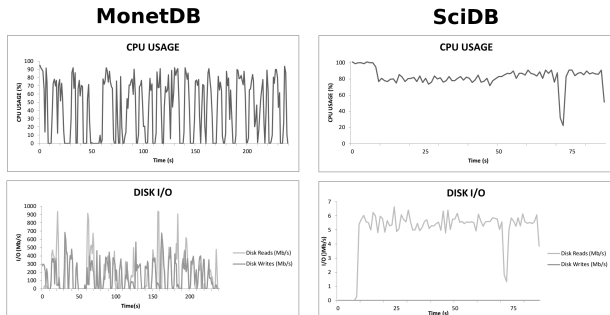 MonetDB
SciDB
CPU USAGE
CPU USAGE (%)
100
90
80
70
60
50
40
30
20
10
0
0 50 100 150 200
Time (s)
CPU USAGE
CPU USAGE (%)
100
80
60
40
20
0
0 25 50 75
Time (s)
DISK I/O
I/O [Mb/s)
1000
900
800
700
600
500
400
300
200
100
0
0 50 100 150 200
Time(s)
Disk Reads (Mb/s)
Disk Writes (Mb/s)
DISK I/O
I/O [(Mb/s)
7
6
5
4
3
2
1
0
0 25 50 75
Time(s)
Disk Reads (Mb/s)
Disk Writes (Mb/s)